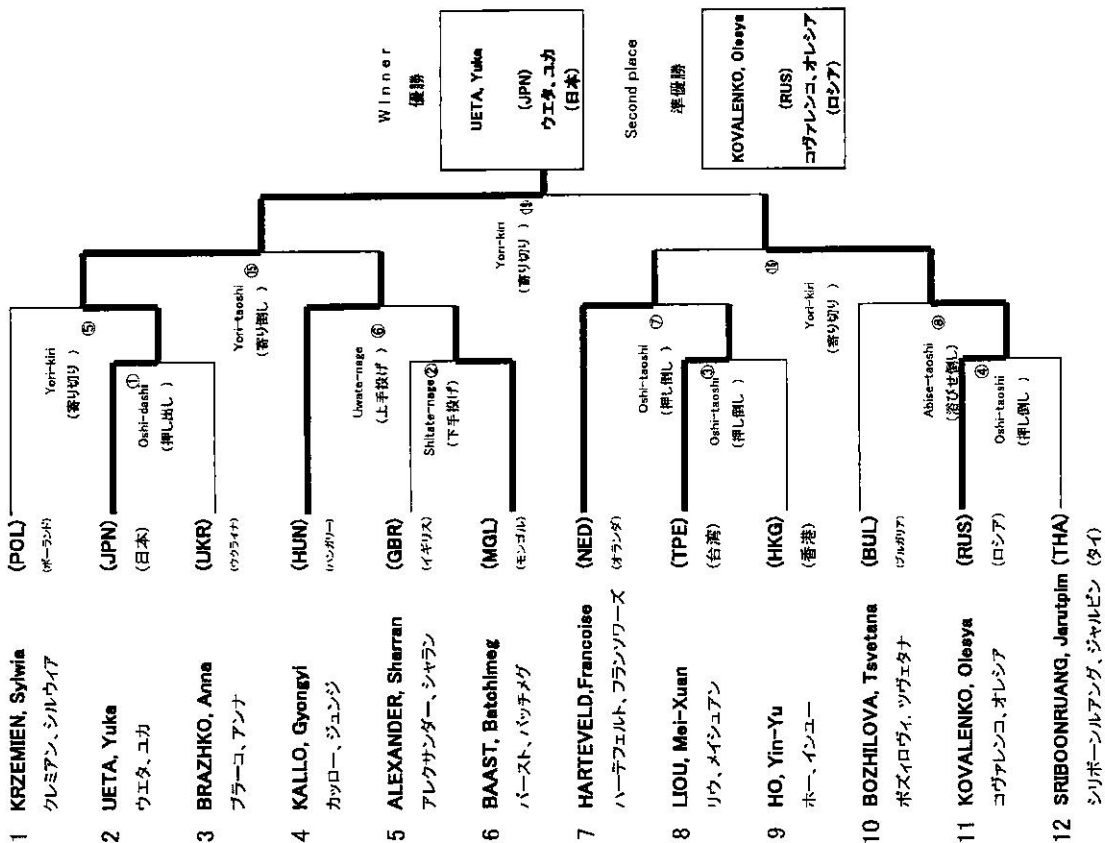 1 KRZEMIEN, Sylwia (POL)
クレミアン、シルウィア (ポーランド)
2 UETA, Yuka (JPN)
ウエタ、ユカ (日本)
3 BRAZHKO, Anna (UKR)
ブラーコ、アンナ (ウクライナ)
4 KALLO, Gyongyi (HUN)
カッロー、ジェンジ (ハンガリー)
5 ALEXANDER, Sharran (GBR)
アレクサンダー、シャラン (イギリス)
6 BAAST, Batchimeg (MGL)
バースト、バッチメグ (モンゴル)
7 HARTEVELD,Francoise (NED)
ハーテフェルト、フランソワーズ (オランダ)
8 LIOU, Mei-Xuan (TPE)
リウ、メイシュアン (台湾)
9 HO, Yin-Yu (HKG)
ホー、インユー (香港)
10 BOZHILOVA, Tsvetana (BUL)
ボズィロヴィ、ツヴェタナ (ブルガリア)
11 KOVALENKO, Olesya (RUS)
コヴァレンコ、オレシア (ロシア)
12 SRIBOONRUANG, Jarutpim (THA)
シリボーンルアング、ジャルピン (タイ)
Yori-kiri
(寄り切り) ⑤
Oshi-dashi ①
(押し出し)
Yori-taoshi ⑮
(寄り倒し)
Uwate-nage ⑥
(上手投げ)
Shitate-nage ②
(下手投げ)
Yori-kiri ⑲
(寄り切り)
Oshi-taoshi ⑦
(押し倒し)
Oshi-taoshi ③
(押し倒し)
Yori-kiri ⑯
(寄り切り)
Abise-taoshi ⑧
(浴びせ倒し)
Oshi-taoshi ④
(押し倒し)
Winner
優勝
UETA, Yuka
(JPN)
ウエタ、ユカ
(日本)
Second place
準優勝
KOVALENKO, Olesya
(RUS)
コヴァレンコ、オレシア
(ロシア)